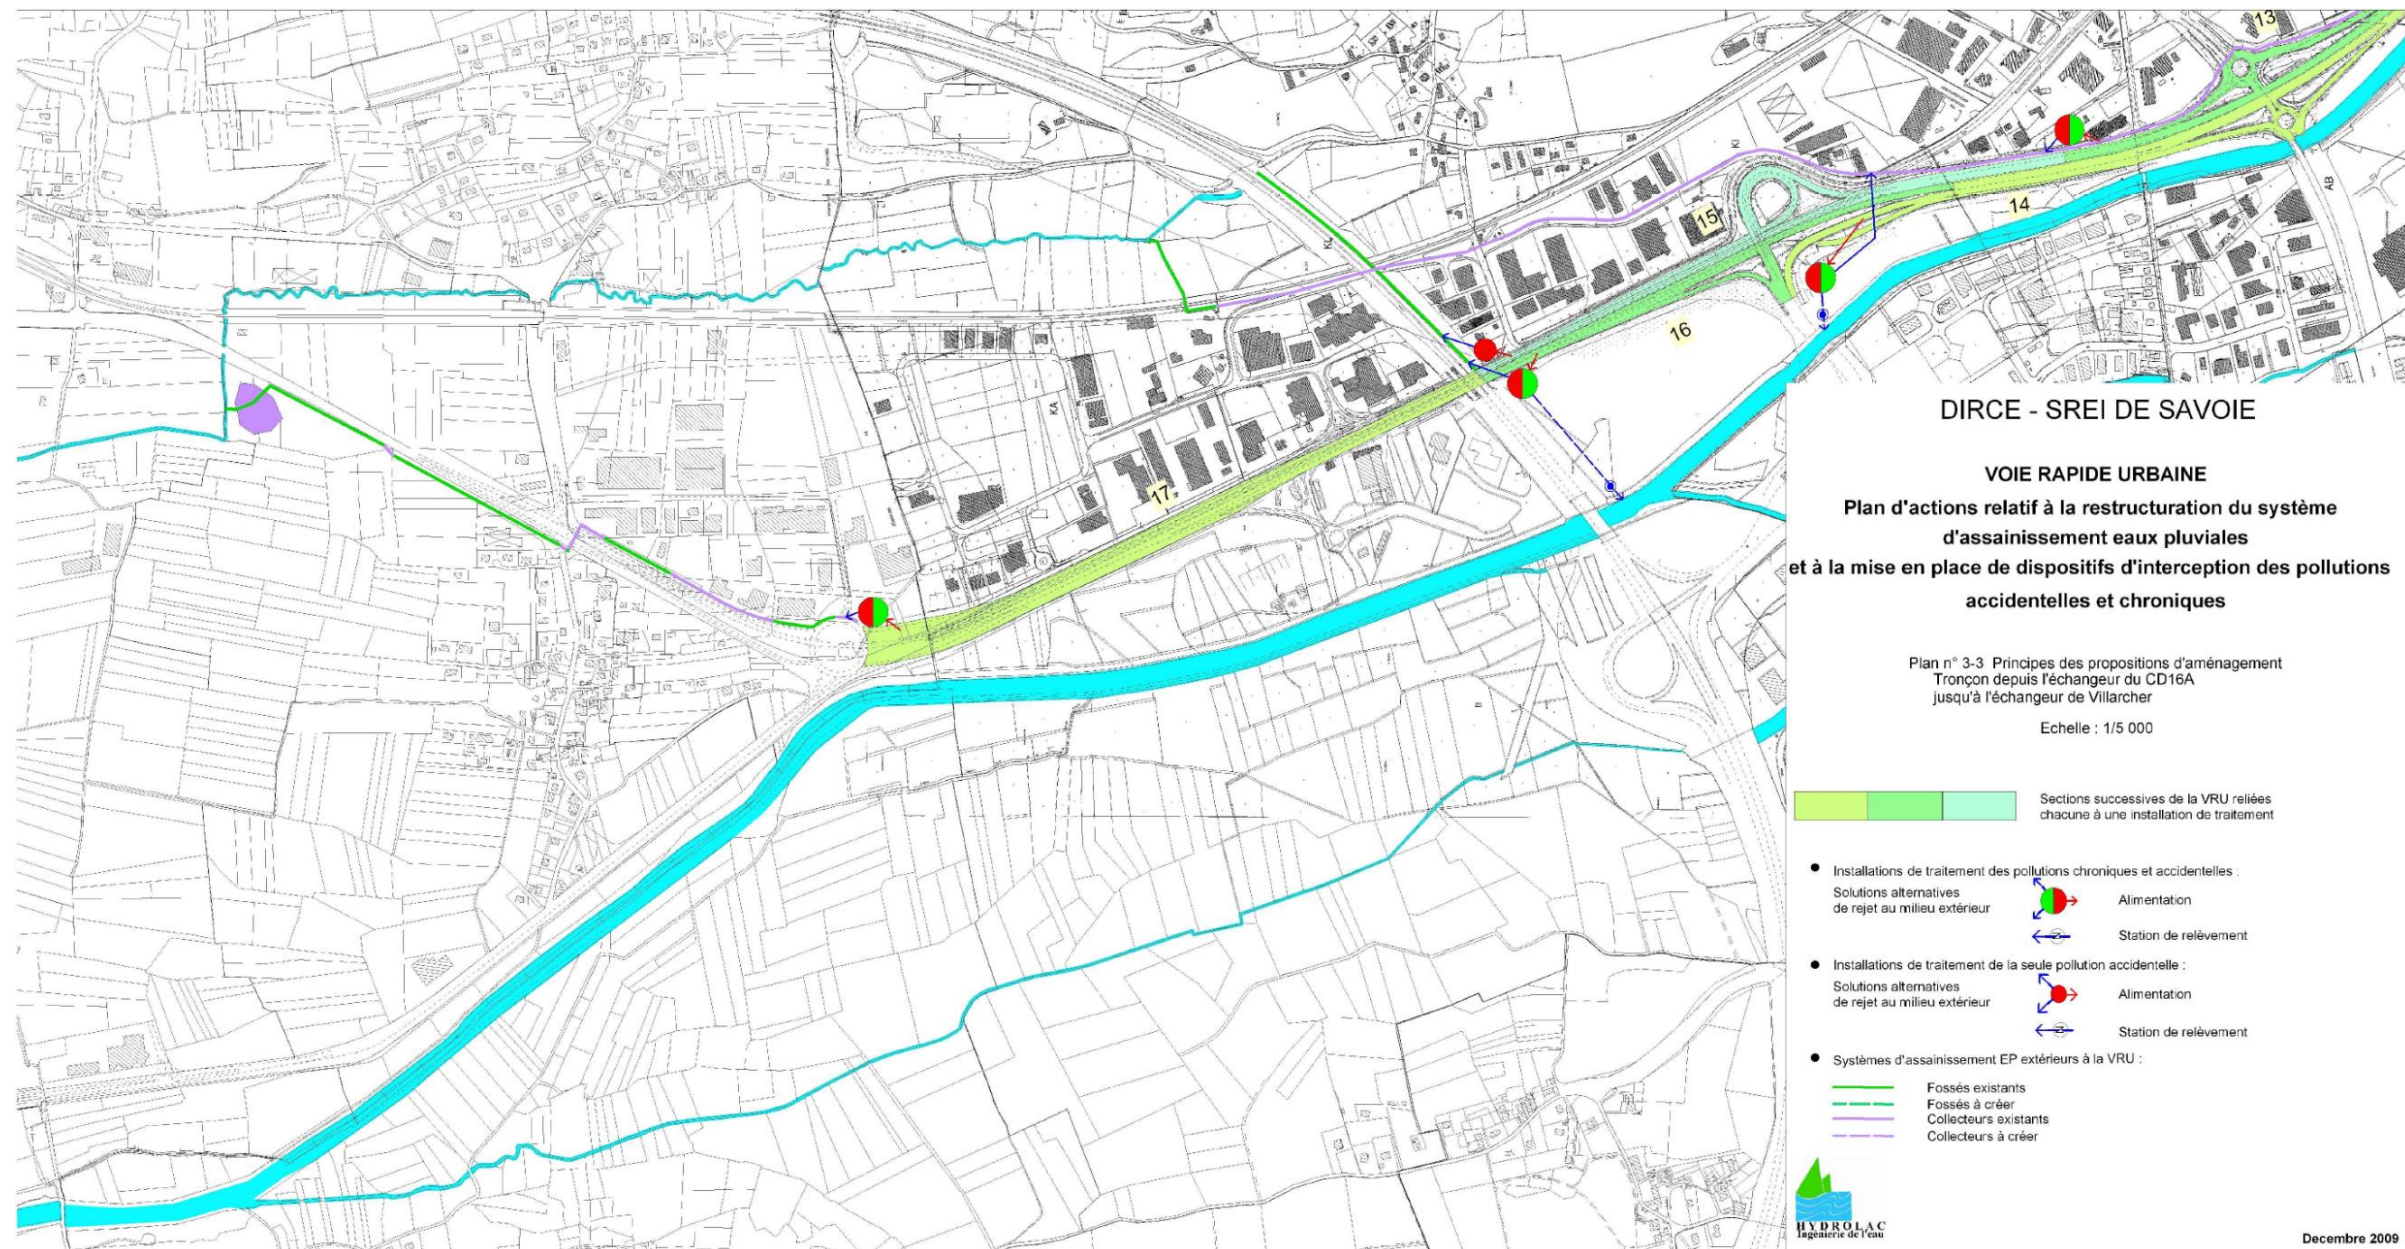 13
14
15
16
17
KI
KI
KL
KA
AB
B
DIRCE - SREI DE SAVOIE
VOIE RAPIDE URBAINE
Plan d'actions relatif à la restructuration du système
d'assainissement eaux pluviales
et à la mise en place de dispositifs d'interception des pollutions
accidentelles et chroniques
Plan n° 3-3 Principes des propositions d'aménagement
Tronçon depuis l'échangeur du CD16A
jusqu'à l'échangeur de Villarcher
Echelle : 1/5 000
Sections successives de la VRU reliées
chacune à une installation de traitement
● Installations de traitement des pollutions chroniques et accidentelles :
Solutions alternatives
de rejet au milieu extérieur
Alimentation
Station de relèvement
● Installations de traitement de la seule pollution accidentelle :
Solutions alternatives
de rejet au milieu extérieur
Alimentation
Station de relèvement
● Systèmes d'assainissement EP extérieurs à la VRU :
Fossés existants
Fossés à créer
Collecteurs existants
Collecteurs à créer
HYDROLAC
Ingénierie de l'eau
Decembre 2009